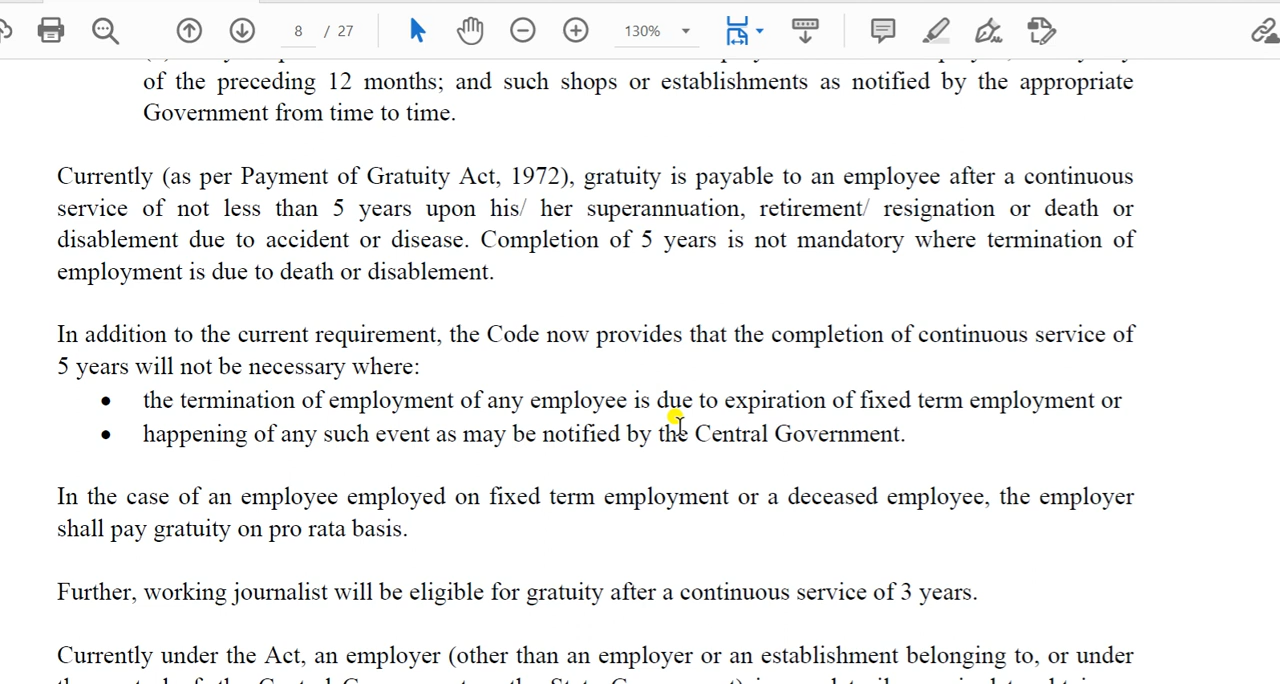 8 / 27 130%
of the preceding 12 months; and such shops or establishments as notified by the appropriate
Government from time to time.
Currently (as per Payment of Gratuity Act, 1972), gratuity is payable to an employee after a continuous
service of not less than 5 years upon his/ her superannuation, retirement/ resignation or death or
disablement due to accident or disease. Completion of 5 years is not mandatory where termination of
employment is due to death or disablement.
In addition to the current requirement, the Code now provides that the completion of continuous service of
5 years will not be necessary where:
• the termination of employment of any employee is due to expiration of fixed term employment or
• happening of any such event as may be notified by the Central Government.
In the case of an employee employed on fixed term employment or a deceased employee, the employer
shall pay gratuity on pro rata basis.
Further, working journalist will be eligible for gratuity after a continuous service of 3 years.
Currently under the Act, an employer (other than an employer or an establishment belonging to, or under